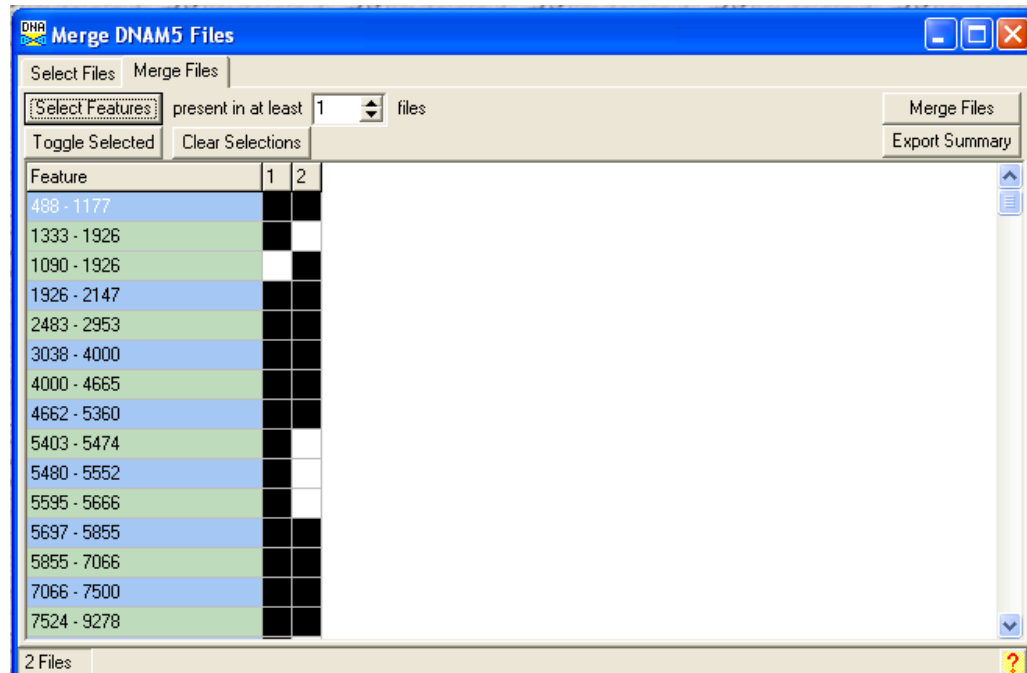 DNA Merge DNAM5 Files
Select Files Merge Files
Select Features present in at least 1 files Merge Files
Toggle Selected Clear Selections Export Summary
Feature 1 2
488 - 1177
1333 - 1926
1090 - 1926
1926 - 2147
2483 - 2953
3038 - 4000
4000 - 4665
4662 - 5360
5403 - 5474
5480 - 5552
5595 - 5666
5697 - 5855
5855 - 7066
7066 - 7500
7524 - 9278
2 Files ?